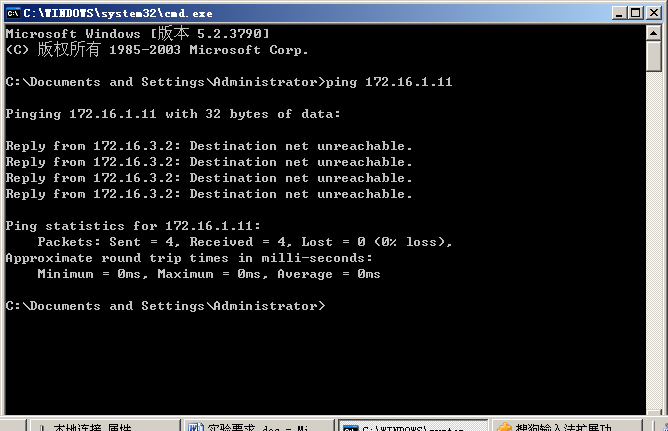 C:\WINDOWS\system32\cmd.exe
Microsoft Windows [版本 5.2.3790]
(C) 版权所有 1985-2003 Microsoft Corp.
C:\Documents and Settings\Administrator>ping 172.16.1.11
Pinging 172.16.1.11 with 32 bytes of data:
Reply from 172.16.3.2: Destination net unreachable.
Reply from 172.16.3.2: Destination net unreachable.
Reply from 172.16.3.2: Destination net unreachable.
Reply from 172.16.3.2: Destination net unreachable.
Ping statistics for 172.16.1.11:
Packets: Sent = 4, Received = 4, Lost = 0 (0% loss),
Approximate round trip times in milli-seconds:
Minimum = 0ms, Maximum = 0ms, Average = 0ms
C:\Documents and Settings\Administrator>
本地连接 属性
实验要求.doc - Mi
C:\WINDOWS\system
搜狗输入法扩展功